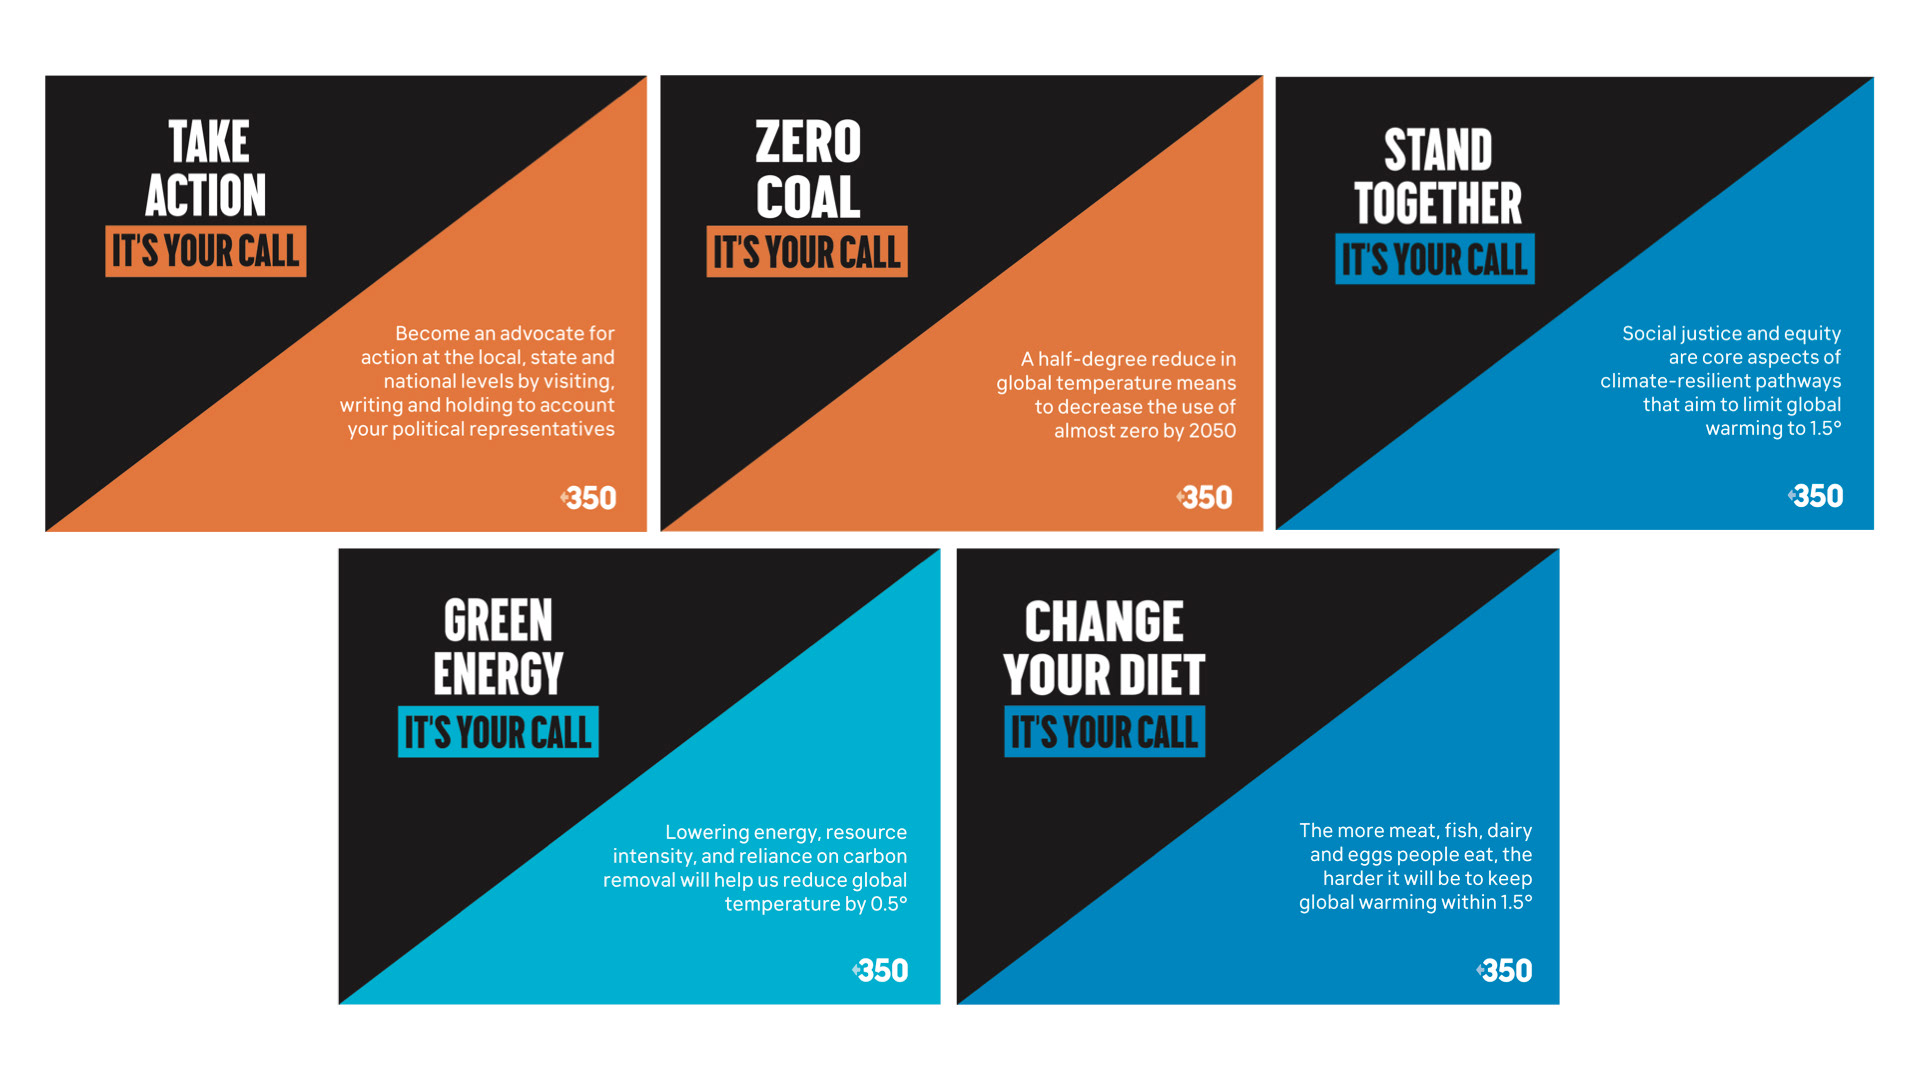 TAKE
ACTION
IT'S YOUR CALL
Become an advocate for
action at the local, state and
national levels by visiting,
writing and holding to account
your political representatives
350
ZERO
COAL
IT'S YOUR CALL
A half-degree reduce in
global temperature means
to decrease the use of
almost zero by 2050
350
STAND
TOGETHER
IT'S YOUR CALL
Social justice and equity
are core aspects of
climate-resilient pathways
that aim to limit global
warming to 1.5°
350
GREEN
ENERGY
IT'S YOUR CALL
Lowering energy, resource
intensity, and reliance on carbon
removal will help us reduce global
temperature by 0.5°
350
CHANGE
YOUR DIET
IT'S YOUR CALL
The more meat, fish, dairy
and eggs people eat, the
harder it will be to keep
global warming within 1.5°
350